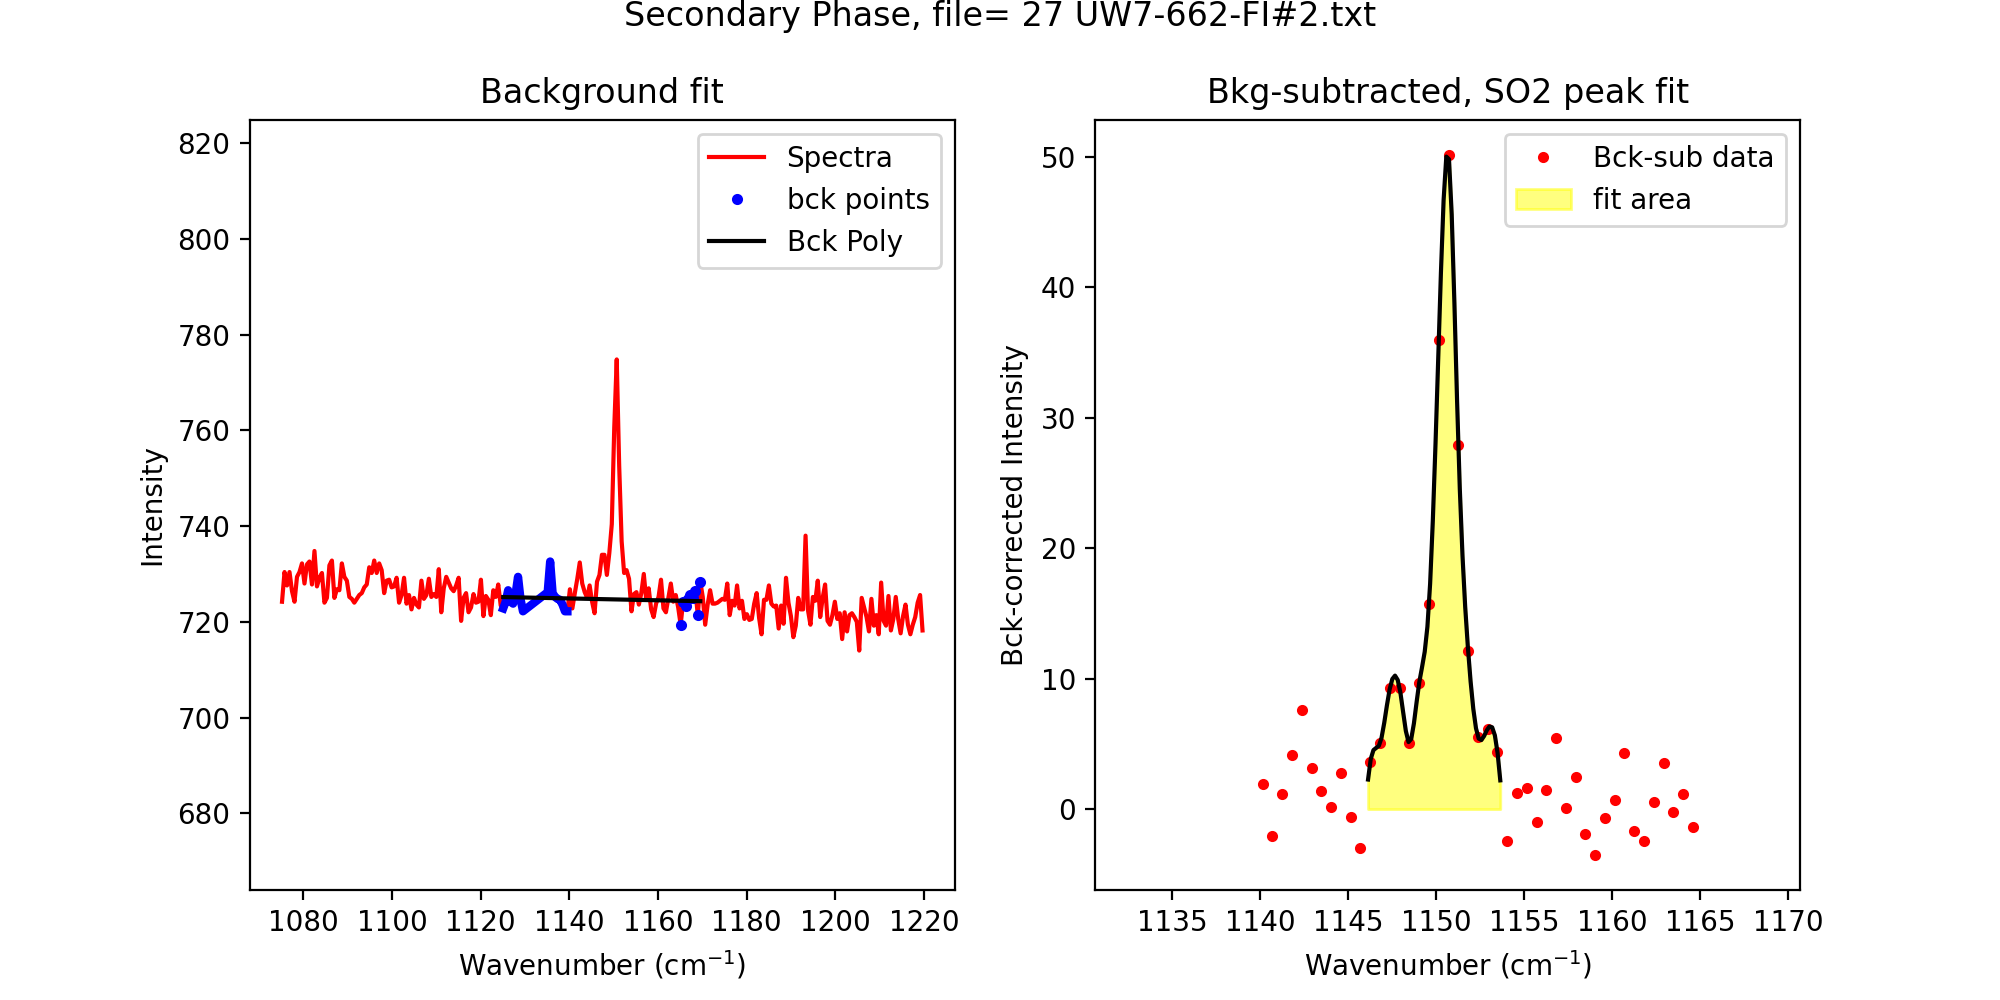 Secondary Phase, file= 27 UW7-662-FI#2.txt
Background fit
Bkg-subtracted, SO2 peak fit
Spectra
bck points
Bck Poly
Bck-sub data
fit area
Intensity
820
800
780
760
740
720
700
680
1080 1100 1120 1140 1160 1180 1200 1220
Wavenumber (cm⁻¹)
Bck-corrected Intensity
50
40
30
20
10
0
1135 1140 1145 1150 1155 1160 1165 1170
Wavenumber (cm⁻¹)